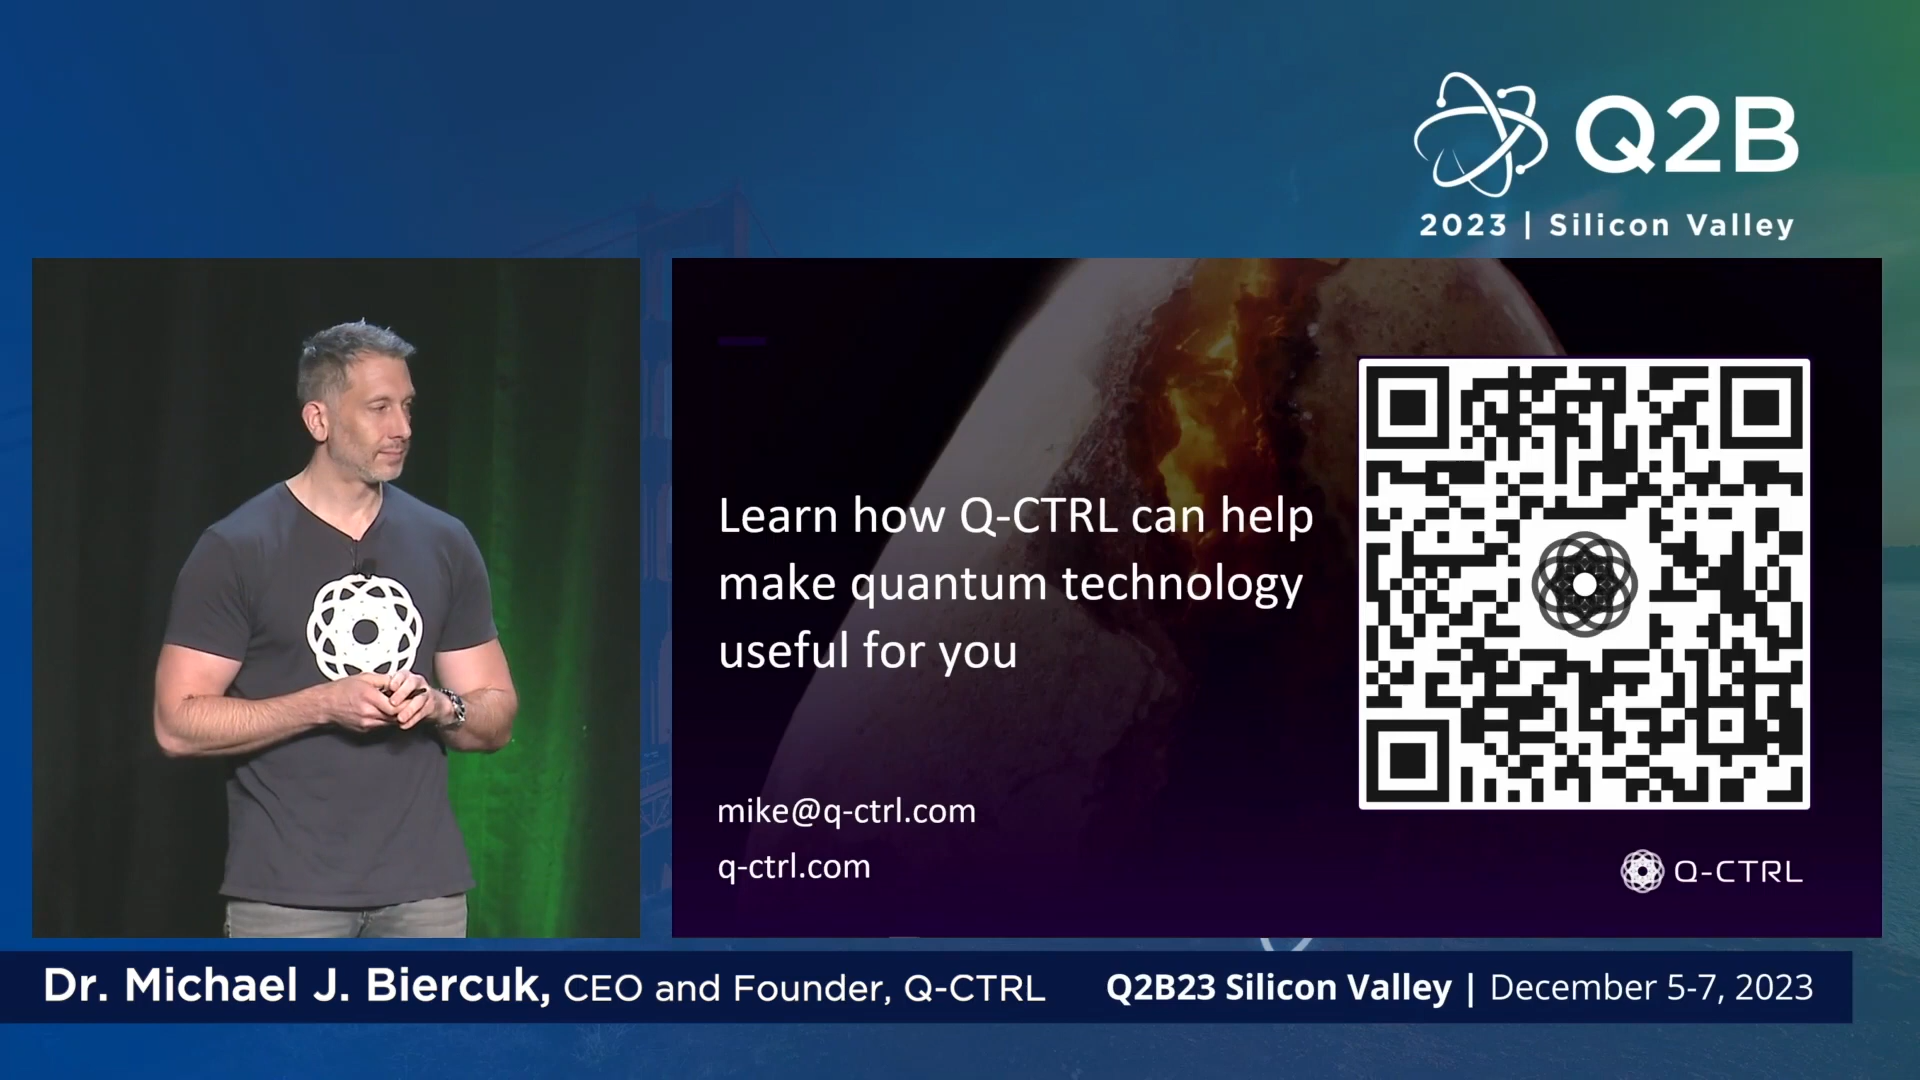 Q2B
2023 | Silicon Valley
Learn how Q-CTRL can help
make quantum technology
useful for you
mike@q-ctrl.com
q-ctrl.com
Q-CTRL
Dr. Michael J. Biercuk, CEO and Founder, Q-CTRL
Q2B23 Silicon Valley | December 5-7, 2023